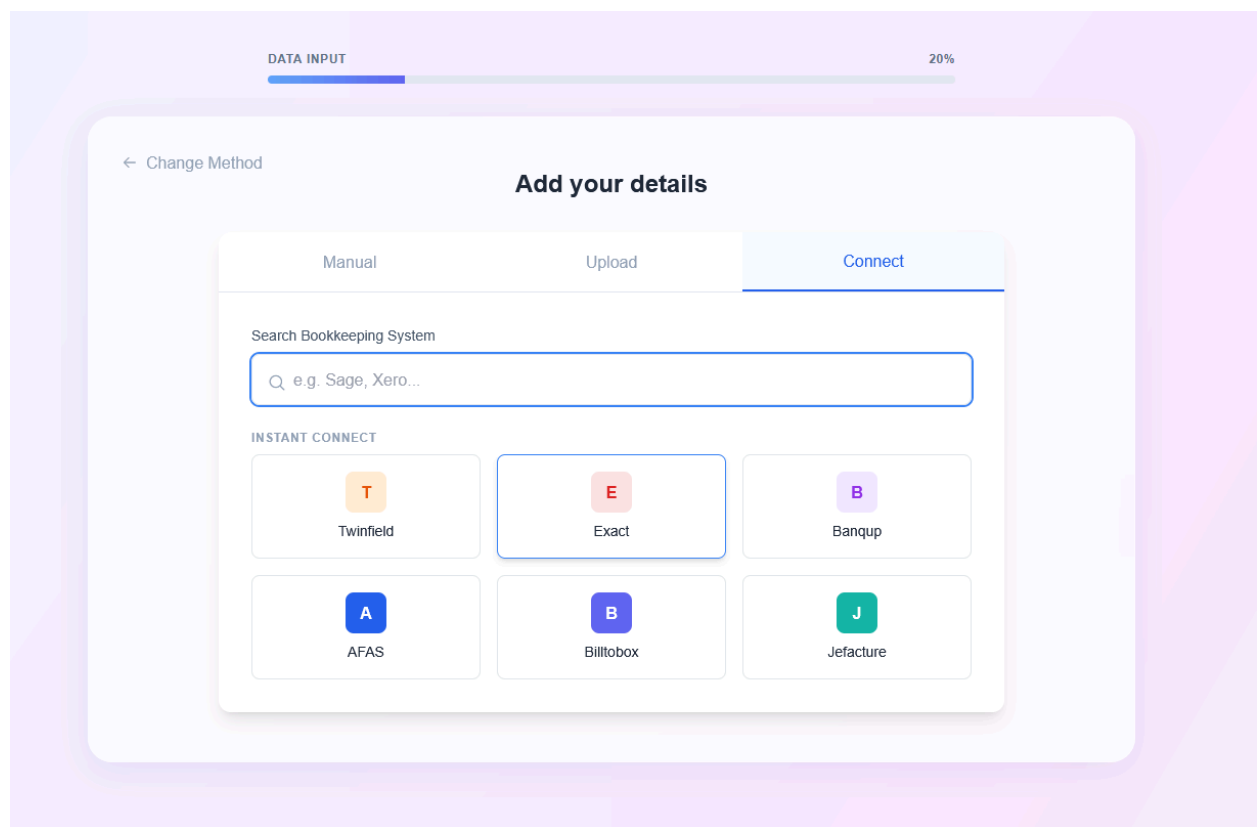 DATA INPUT 20%
← Change Method
Add your details
Manual Upload Connect
Search Bookkeeping System
e.g. Sage, Xero...
INSTANT CONNECT
T E B
Twinfield Exact Banqup
A B J
AFAS Billtobox Jefacture